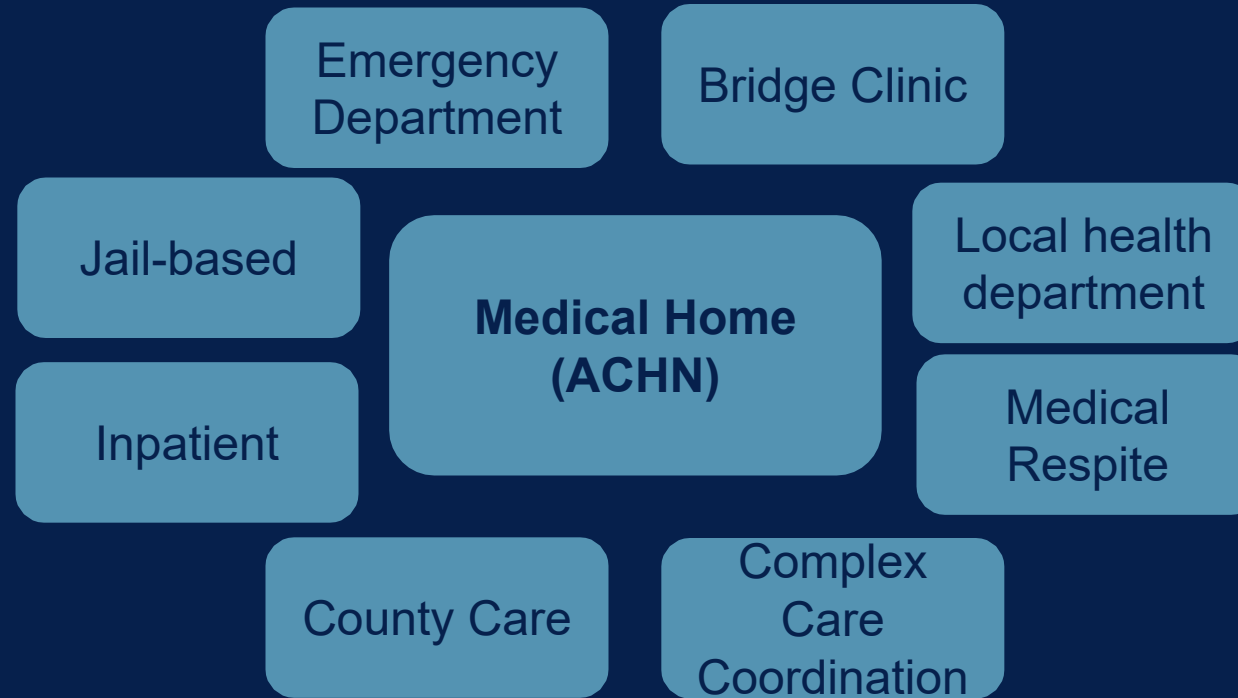 Emergency
Department
Bridge Clinic
Jail-based
Medical Home
(ACHN)
Local health
department
Inpatient
Medical
Respite
County Care
Complex
Care
Coordination